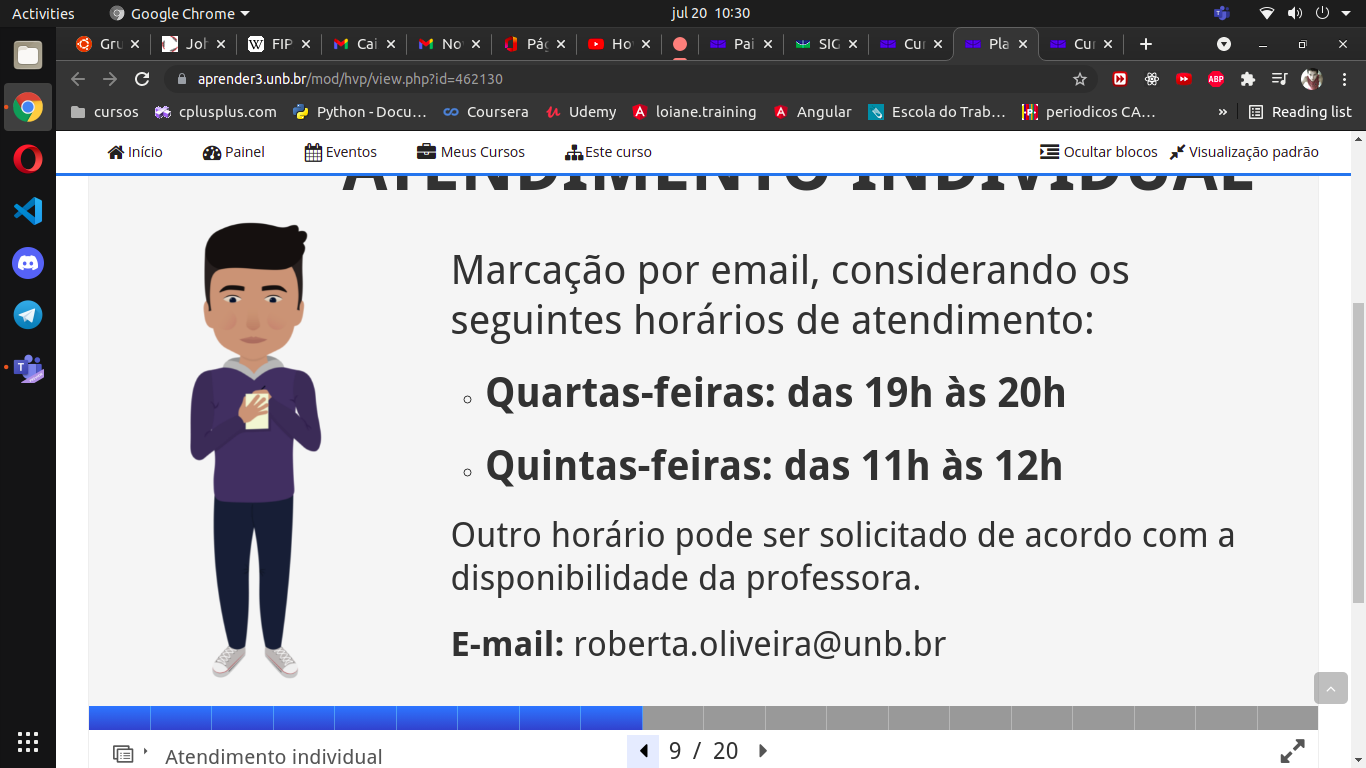 Activities
Google Chrome
jul 20 10:30
Gru
Joh
W FIP
Cai
No
Pág
Ho
Pai
SIG
Cur
Pla
Cur
aprender3.unb.br/mod/hvp/view.php?id=462130
ABP
cursos
cplusplus.com
Python - Docu...
Coursera
Udemy
loiane.training
Angular
Escola do Trab...
periodicos CA...
»
Reading list
Início
Painel
Eventos
Meus Cursos
Este curso
Ocultar blocos
Visualização padrão
ATENDIMENTO INDIVIDUAL
Marcação por email, considerando os
seguintes horários de atendimento:
Quartas-feiras: das 19h às 20h
Quintas-feiras: das 11h às 12h
Outro horário pode ser solicitado de acordo com a
disponibilidade da professora.
E-mail: roberta.oliveira@unb.br
Atendimento individual
9 / 20